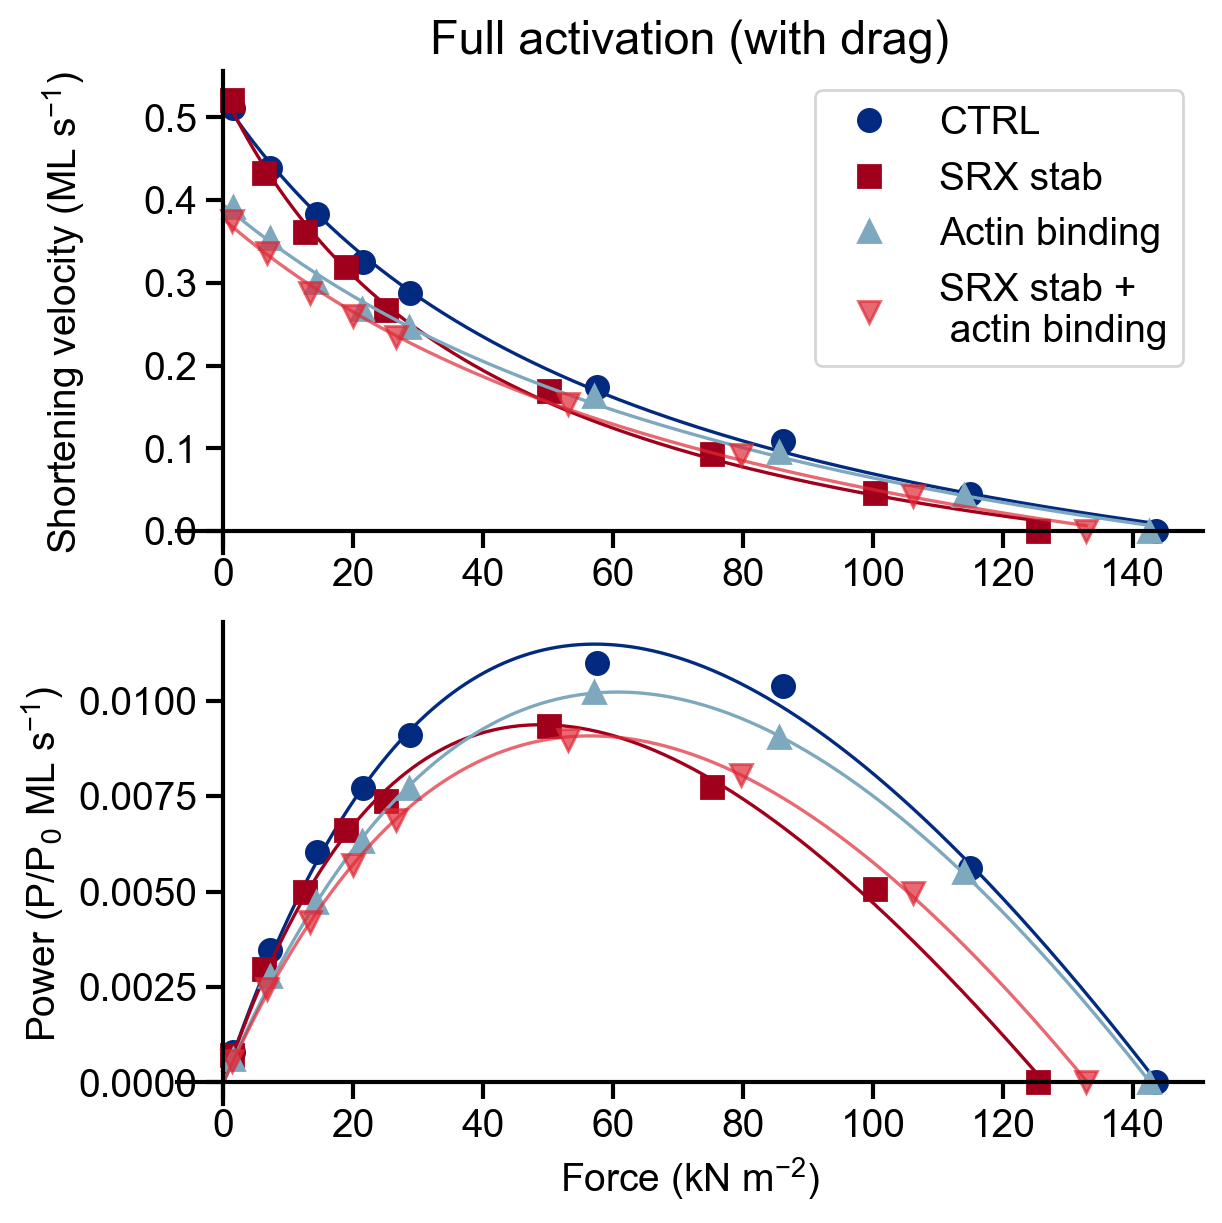 Full activation (with drag)
Shortening velocity (ML s⁻¹)
0.5
0.4
0.3
0.2
0.1
0.0
0 20 40 60 80 100 120 140
CTRL
SRX stab
Actin binding
SRX stab +
actin binding
Power (P/P₀ ML s⁻¹)
0.0100
0.0075
0.0050
0.0025
0.0000
0 20 40 60 80 100 120 140
Force (kN m⁻²)